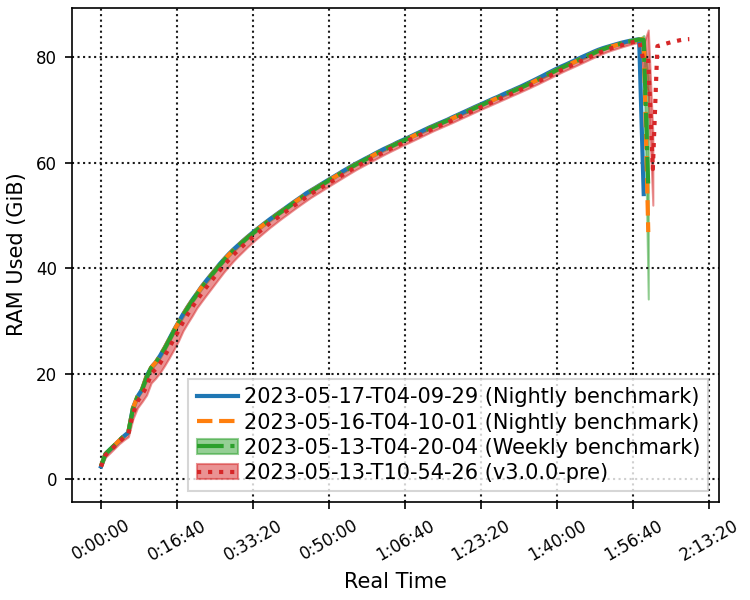 80
60
40
20
0
RAM Used (GiB)
2023-05-17-T04-09-29 (Nightly benchmark)
2023-05-16-T04-10-01 (Nightly benchmark)
2023-05-13-T04-20-04 (Weekly benchmark)
2023-05-13-T10-54-26 (v3.0.0-pre)
0:00:00 0:16:40 0:33:20 0:50:00 1:06:40 1:23:20 1:40:00 1:56:40 2:13:20
Real Time